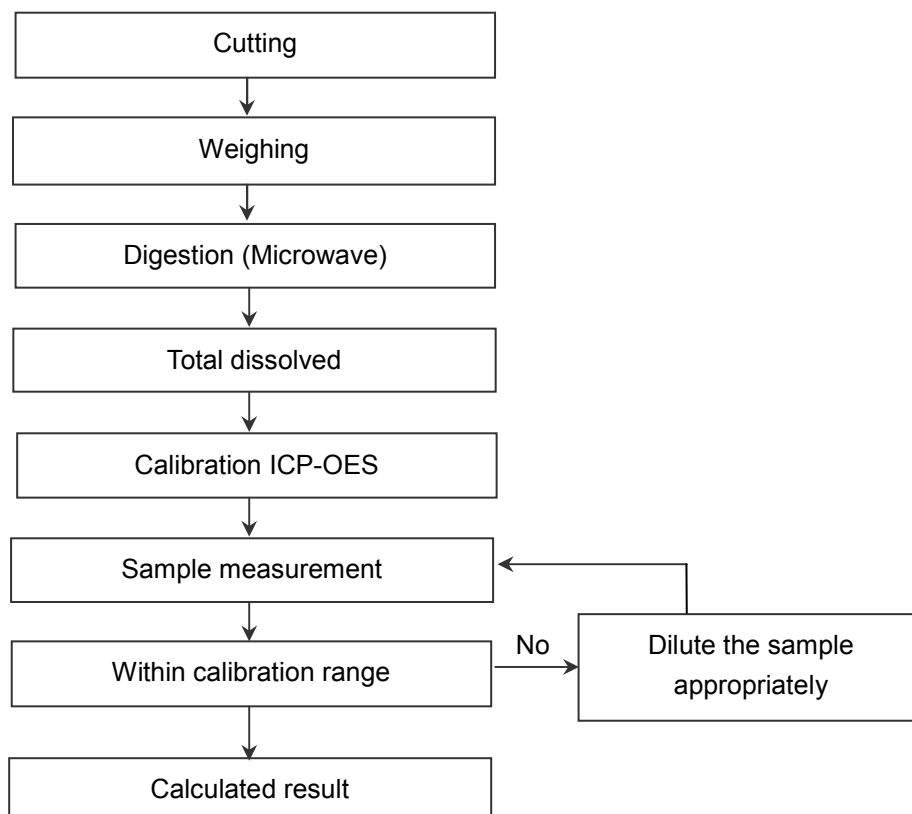 Cutting
Weighing
Digestion (Microwave)
Total dissolved
Calibration ICP-OES
Sample measurement
Within calibration range
No
Dilute the sample
appropriately
Calculated result